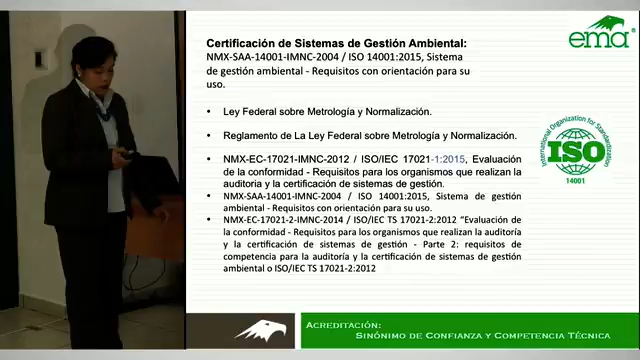 Certificación de Sistemas de Gestión Ambiental:
NMX-SAA-14001-IMNC-2004 / ISO 14001:2015, Sistema
de gestión ambiental - Requisitos con orientación para su
uso.
• Ley Federal sobre Metrología y Normalización.
• Reglamento de La Ley Federal sobre Metrología y Normalización.
• NMX-EC-17021-IMNC-2012 / ISO/IEC 17021-1:2015, Evaluación
de la conformidad - Requisitos para los organismos que realizan la
auditoría y la certificación de sistemas de gestión.
• NMX-SAA-14001-IMNC-2004 / ISO 14001:2015, Sistema de gestión
ambiental - Requisitos con orientación para su uso.
• NMX-EC-17021-2-IMNC-2014 / ISO/IEC TS 17021-2:2012 "Evaluación de
la conformidad - Requisitos para los organismos que realizan la auditoría
y la certificación de sistemas de gestión - Parte 2: requisitos de
competencia para la auditoría y la certificación de sistemas de gestión
ambiental o ISO/IEC TS 17021-2:2012
ema®
International Organization for Standardization
ISO
14001
ACREDITACIÓN:
SINÓNIMO DE CONFIANZA Y COMPETENCIA TÉCNICA